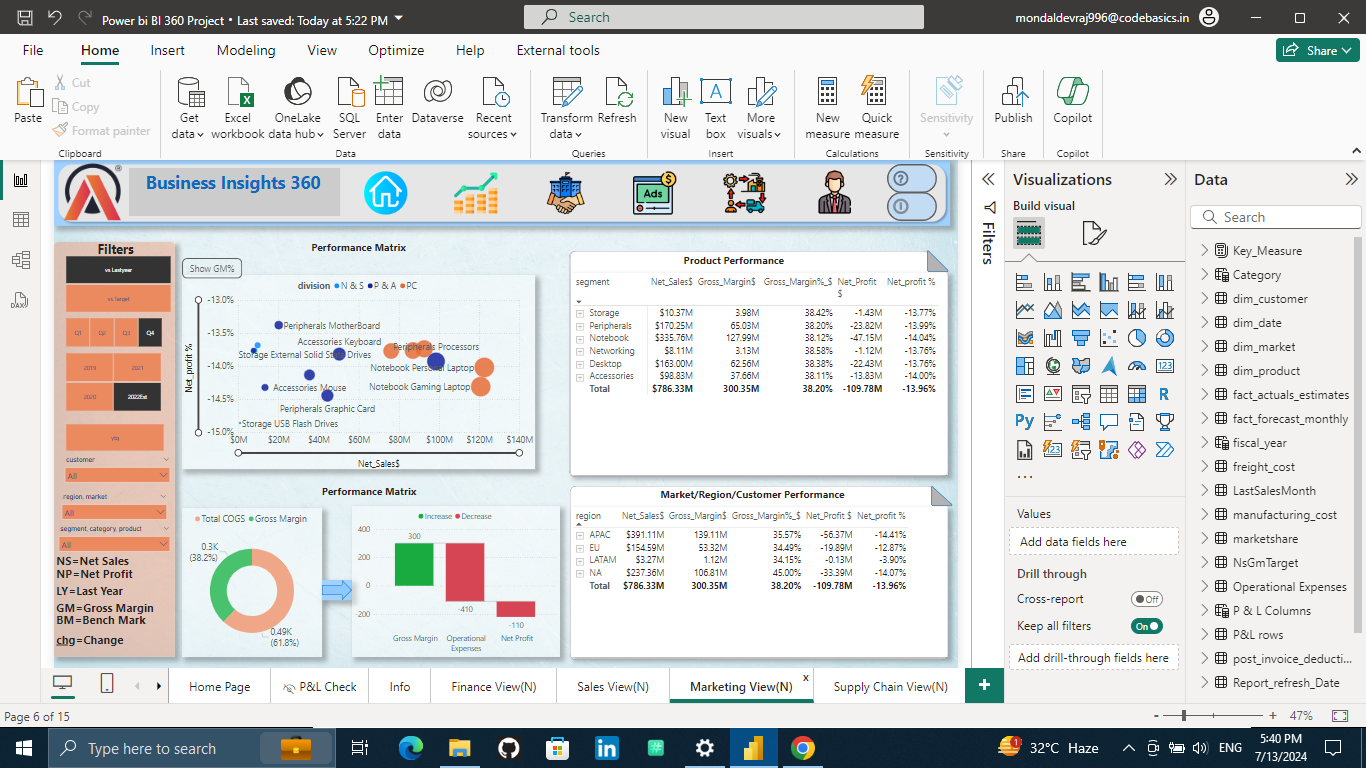 Power bi BI 360 Project • Last saved: Today at 5:22 PM
Search
mondaldevraj996@codebasics.in
File Home Insert Modeling View Optimize Help External tools
Share
Paste
Cut
Copy
Format painter
Get data
Excel workbook
OneLake data hub
SQL Server
Enter data
Dataverse
Recent sources
Transform data
Refresh
New visual
Text box
More visuals
New measure
Quick measure
Sensitivity
Publish
Copilot
Clipboard Data Queries Insert Calculations Sensitivity Share Copilot
DAX
Business Insights 360
Ads
Filters
vs Lastyear
vs Target
Q1 Q2 Q3 Q4
2019 2021
2020 2022Est
customer
All
region, market
All
segment, category, product
All
NS=Net Sales
NP=Net Profit
LY=Last Year
GM=Gross Margin
BM=Bench Mark
chg=Change
Performance Matrix
Show GM%
division N & S P & A PC
Net_profit %
-13.0%
-13.5%
-14.0%
-14.5%
-15.0%
Peripherals MotherBoard
Accessories Keyboard
Peripherals Processors
Storage External Solid State Drives
Notebook Personal Laptop
Accessories Mouse
Notebook Gaming Laptop
Peripherals Graphic Card
Storage USB Flash Drives
$0M $20M $40M $60M $80M $100M $120M $140M
Net_Sales$
Product Performance
segment Net_Sales$ Gross_Margin$ Gross_Margin%_$ Net_Profit $ Net_profit %
Storage $10.37M 3.98M 38.42% -1.43M -13.77%
Peripherals $170.25M 65.03M 38.20% -23.82M -13.99%
Notebook $335.76M 127.99M 38.12% -47.15M -14.04%
Networking $8.11M 3.13M 38.58% -1.12M -13.76%
Desktop $163.00M 62.56M 38.38% -22.43M -13.76%
Accessories $98.83M 37.66M 38.11% -13.83M -14.00%
Total $786.33M 300.35M 38.20% -109.78M -13.96%
Performance Matrix
Total COGS Gross Margin
0.3K
(38.2%)
0.49K
(61.8%)
Increase Decrease
400
200
0
-200
300
-410
-110
Gross Margin Operational Expenses Net Profit
Market/Region/Customer Performance
region Net_Sales$ Gross_Margin$ Gross_Margin%_$ Net_Profit $ Net_profit %
APAC $391.11M 139.11M 35.57% -56.37M -14.41%
EU $154.59M 53.32M 34.49% -19.89M -12.87%
LATAM $3.27M 1.12M 34.15% -0.13M -3.90%
NA $237.36M 106.81M 45.00% -33.39M -14.07%
Total $786.33M 300.35M 38.20% -109.78M -13.96%
Filters
Visualizations
Build visual
123
R
Py
123
...
Values
Add data fields here
Drill through
Cross-report Off
Keep all filters On
Add drill-through fields here
Data
Search
Key_Measure
Category
dim_customer
dim_date
dim_market
dim_product
fact_actuals_estimates
fact_forecast_monthly
fiscal_year
freight_cost
LastSalesMonth
manufacturing_cost
marketshare
NsGmTarget
Operational Expenses
P & L Columns
P&L rows
post_invoice_deducti...
Report_refresh_Date
Home Page P&L Check Info Finance View(N) Sales View(N) Marketing View(N) x Supply Chain View(N) +
Page 6 of 15
- + 47%
Type here to search
32°C Haze
ENG
5:40 PM
7/13/2024